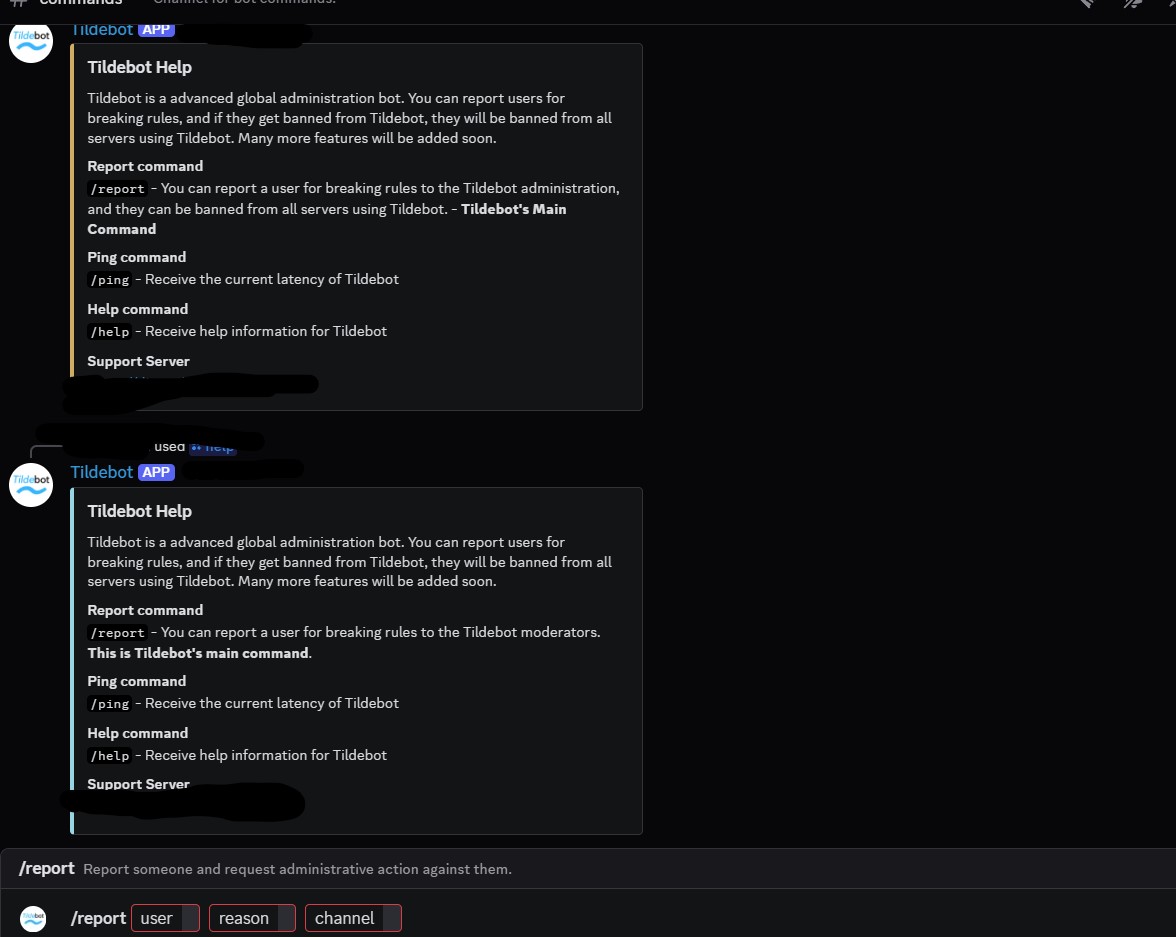 # commands Channel for bot commands.
Tildebot APP
Tildebot
Tildebot Help
Tildebot is a advanced global administration bot. You can report users for
breaking rules, and if they get banned from Tildebot, they will be banned from all
servers using Tildebot. Many more features will be added soon.
Report command
/report - You can report a user for breaking rules to the Tildebot administration,
and they can be banned from all servers using Tildebot. - Tildebot's Main
Command
Ping command
/ping - Receive the current latency of Tildebot
Help command
/help - Receive help information for Tildebot
Support Server
used help
Tildebot APP
Tildebot
Tildebot Help
Tildebot is a advanced global administration bot. You can report users for
breaking rules, and if they get banned from Tildebot, they will be banned from all
servers using Tildebot. Many more features will be added soon.
Report command
/report - You can report a user for breaking rules to the Tildebot moderators.
This is Tildebot's main command.
Ping command
/ping - Receive the current latency of Tildebot
Help command
/help - Receive help information for Tildebot
Support Server
/report Report someone and request administrative action against them.
Tildebot
/report user reason channel